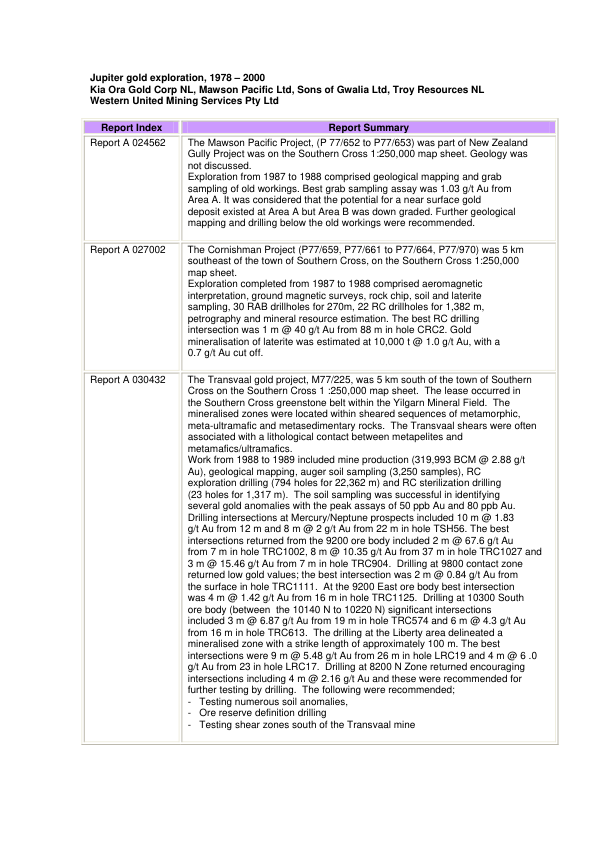 Jupiter gold exploration, 1978 – 2000
Kia Ora Gold Corp NL, Mawson Pacific Ltd, Sons of Gwalia Ltd, Troy Resources NL
Western United Mining Services Pty Ltd
Report Index
Report Summary
Report A 024562
The Mawson Pacific Project, (P 77/652 to P77/653) was part of New Zealand
Gully Project was on the Southern Cross 1:250,000 map sheet. Geology was
not discussed.
Exploration from 1987 to 1988 comprised geological mapping and grab
sampling of old workings. Best grab sampling assay was 1.03 g/t Au from
Area A. It was considered that the potential for a near surface gold
deposit existed at Area A but Area B was down graded. Further geological
mapping and drilling below the old workings were recommended.
Report A 027002
The Cornishman Project (P77/659, P77/661 to P77/664, P77/970) was 5 km
southeast of the town of Southern Cross, on the Southern Cross 1:250,000
map sheet.
Exploration completed from 1987 to 1988 comprised aeromagnetic
interpretation, ground magnetic surveys, rock chip, soil and laterite
sampling, 30 RAB drillholes for 270m, 22 RC drillholes for 1,382 m,
petrography and mineral resource estimation. The best RC drilling
intersection was 1 m @ 40 g/t Au from 88 m in hole CRC2. Gold
mineralisation of laterite was estimated at 10,000 t @ 1.0 g/t Au, with a
0.7 g/t Au cut off.
Report A 030432
The Transvaal gold project, M77/225, was 5 km south of the town of Southern
Cross on the Southern Cross 1 :250,000 map sheet. The lease occurred in
the Southern Cross greenstone belt within the Yilgarn Mineral Field. The
mineralised zones were located within sheared sequences of metamorphic,
meta-ultramafic and metasedimentary rocks. The Transvaal shears were often
associated with a lithological contact between metapelites and
metamafics/ultramafics.
Work from 1988 to 1989 included mine production (319,993 BCM @ 2.88 g/t
Au), geological mapping, auger soil sampling (3,250 samples), RC
exploration drilling (794 holes for 22,362 m) and RC sterilization drilling
(23 holes for 1,317 m). The soil sampling was successful in identifying
several gold anomalies with the peak assays of 50 ppb Au and 80 ppb Au.
Drilling intersections at Mercury/Neptune prospects included 10 m @ 1.83
g/t Au from 12 m and 8 m @ 2 g/t Au from 22 m in hole TSH56. The best
intersections returned from the 9200 ore body included 2 m @ 67.6 g/t Au
from 7 m in hole TRC1002, 8 m @ 10.35 g/t Au from 37 m in hole TRC1027 and
3 m @ 15.46 g/t Au from 7 m in hole TRC904. Drilling at 9800 contact zone
returned low gold values; the best intersection was 2 m @ 0.84 g/t Au from
the surface in hole TRC1111. At the 9200 East ore body best intersection
was 4 m @ 1.42 g/t Au from 16 m in hole TRC1125. Drilling at 10300 South
ore body (between the 10140 N to 10220 N) significant intersections
included 3 m @ 6.87 g/t Au from 19 m in hole TRC574 and 6 m @ 4.3 g/t Au
from 16 m in hole TRC613. The drilling at the Liberty area delineated a
mineralised zone with a strike length of approximately 100 m. The best
intersections were 9 m @ 5.48 g/t Au from 26 m in hole LRC19 and 4 m @ 6 .0
g/t Au from 23 in hole LRC17. Drilling at 8200 N Zone returned encouraging
intersections including 4 m @ 2.16 g/t Au and these were recommended for
further testing by drilling. The following were recommended;
- Testing numerous soil anomalies,
- Ore reserve definition drilling
- Testing shear zones south of the Transvaal mine